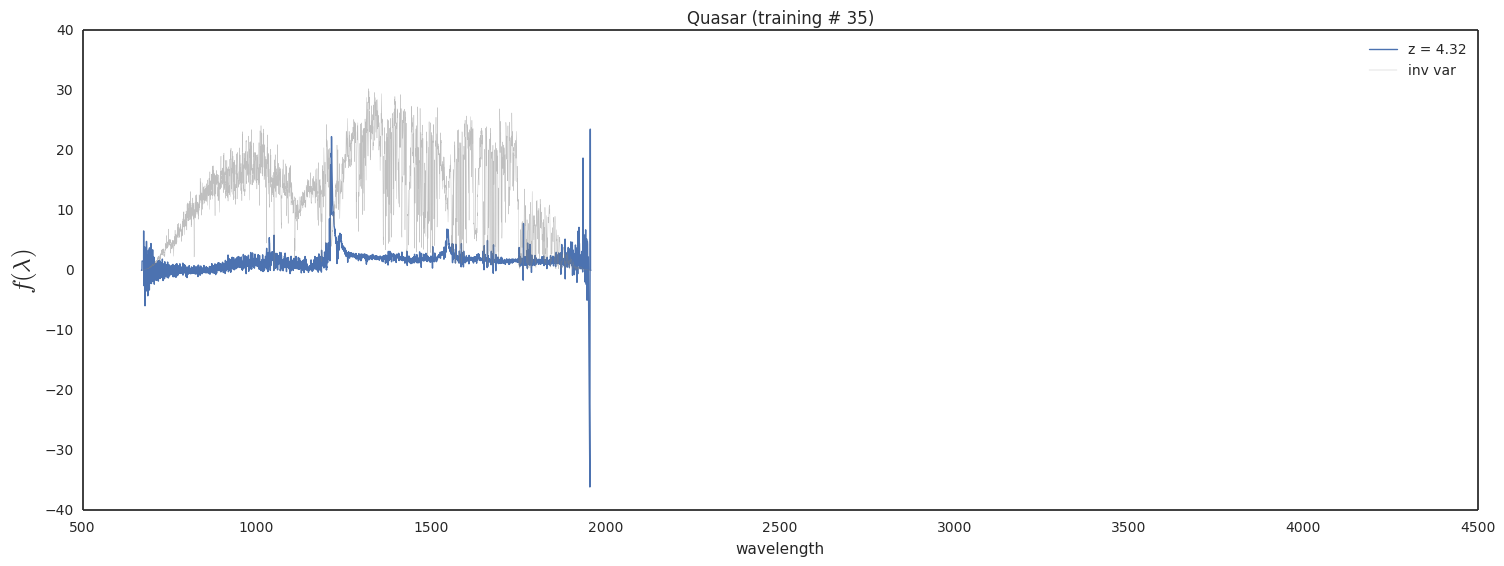 Quasar (training # 35)
z = 4.32
inv var
40
30
20
10
0
−10
−20
−30
−40
f(λ)
500 1000 1500 2000 2500 3000 3500 4000 4500
wavelength